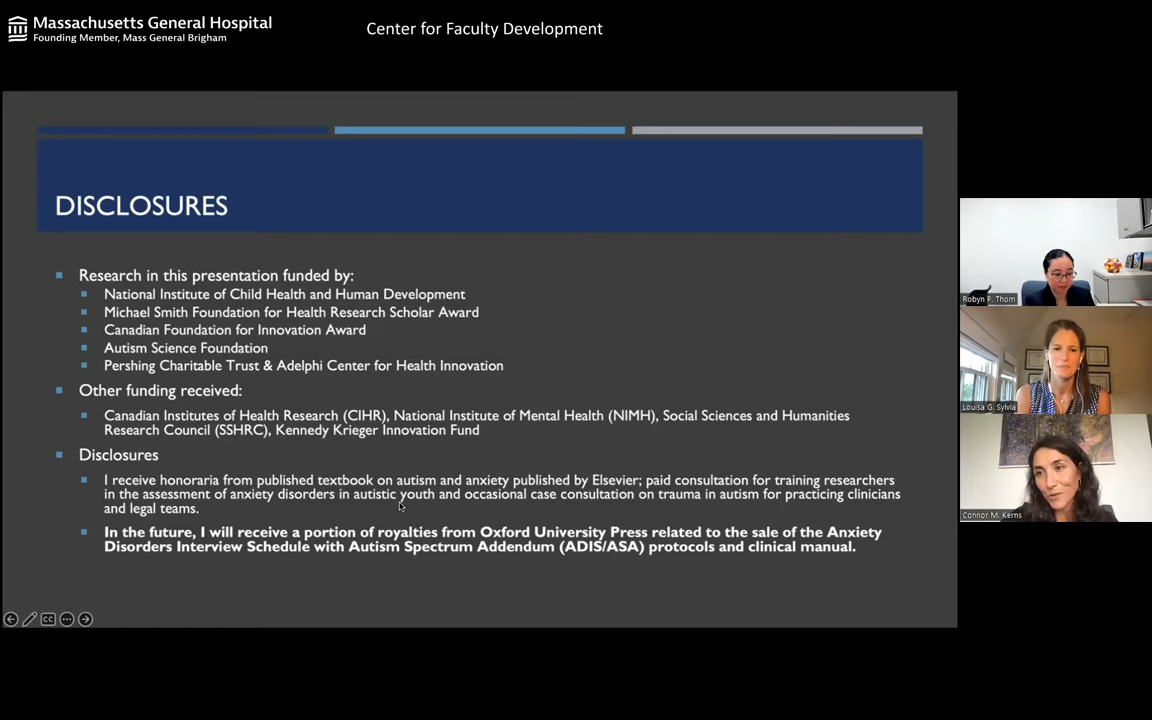 Massachusetts General Hospital
Founding Member, Mass General Brigham
Center for Faculty Development
DISCLOSURES
Research in this presentation funded by:
National Institute of Child Health and Human Development
Michael Smith Foundation for Health Research Scholar Award
Canadian Foundation for Innovation Award
Autism Science Foundation
Pershing Charitable Trust & Adelphi Center for Health Innovation
Other funding received:
Canadian Institutes of Health Research (CIHR), National Institute of Mental Health (NIMH), Social Sciences and Humanities
Research Council (SSHRC), Kennedy Krieger Innovation Fund
Disclosures
I receive honoraria from published textbook on autism and anxiety published by Elsevier; paid consultation for training researchers
in the assessment of anxiety disorders in autistic youth and occasional case consultation on trauma in autism for practicing clinicians
and legal teams.
In the future, I will receive a portion of royalties from Oxford University Press related to the sale of the Anxiety
Disorders Interview Schedule with Autism Spectrum Addendum (ADIS/ASA) protocols and clinical manual.
CC
Robyn P. Thom
Louisa G. Sylvia
Connor M. Kerns